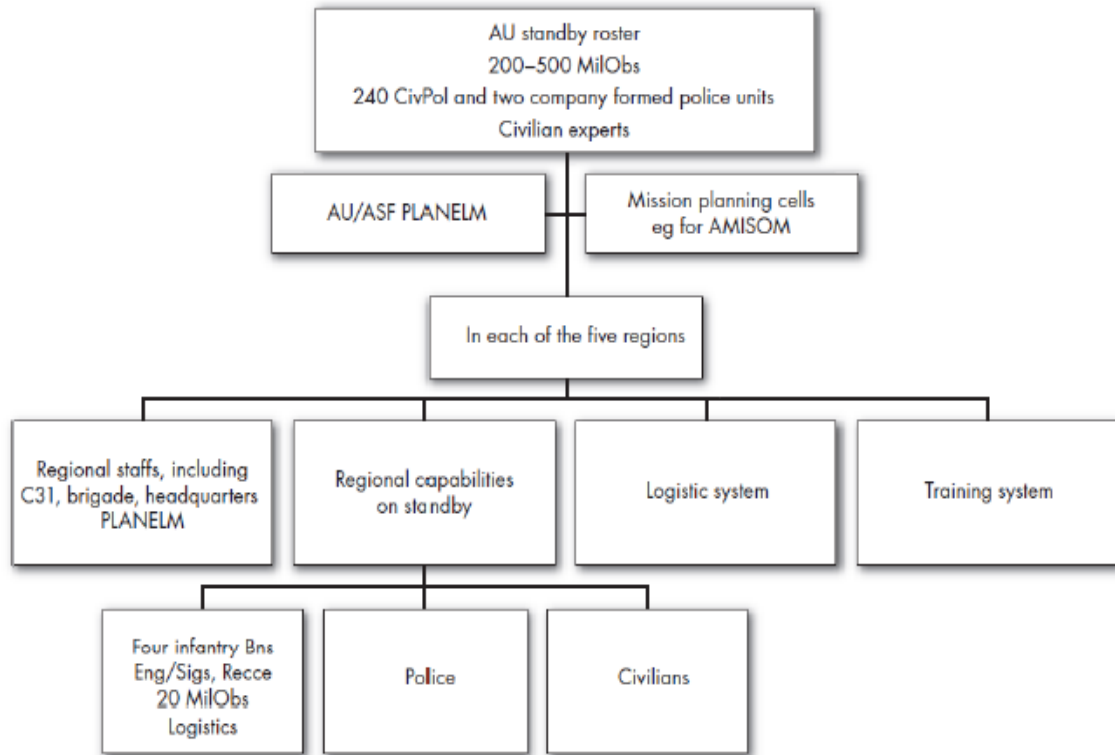 AU standby roster
200–500 MilObs
240 CivPol and two company formed police units
Civilian experts
AU/ASF PLANELM
Mission planning cells
eg for AMISOM
In each of the five regions
Regional staffs, including
C31, brigade, headquarters
PLANELM
Regional capabilities
on standby
Logistic system
Training system
Four infantry Bns
Eng/Sigs, Recce
20 MilObs
Logistics
Police
Civilians